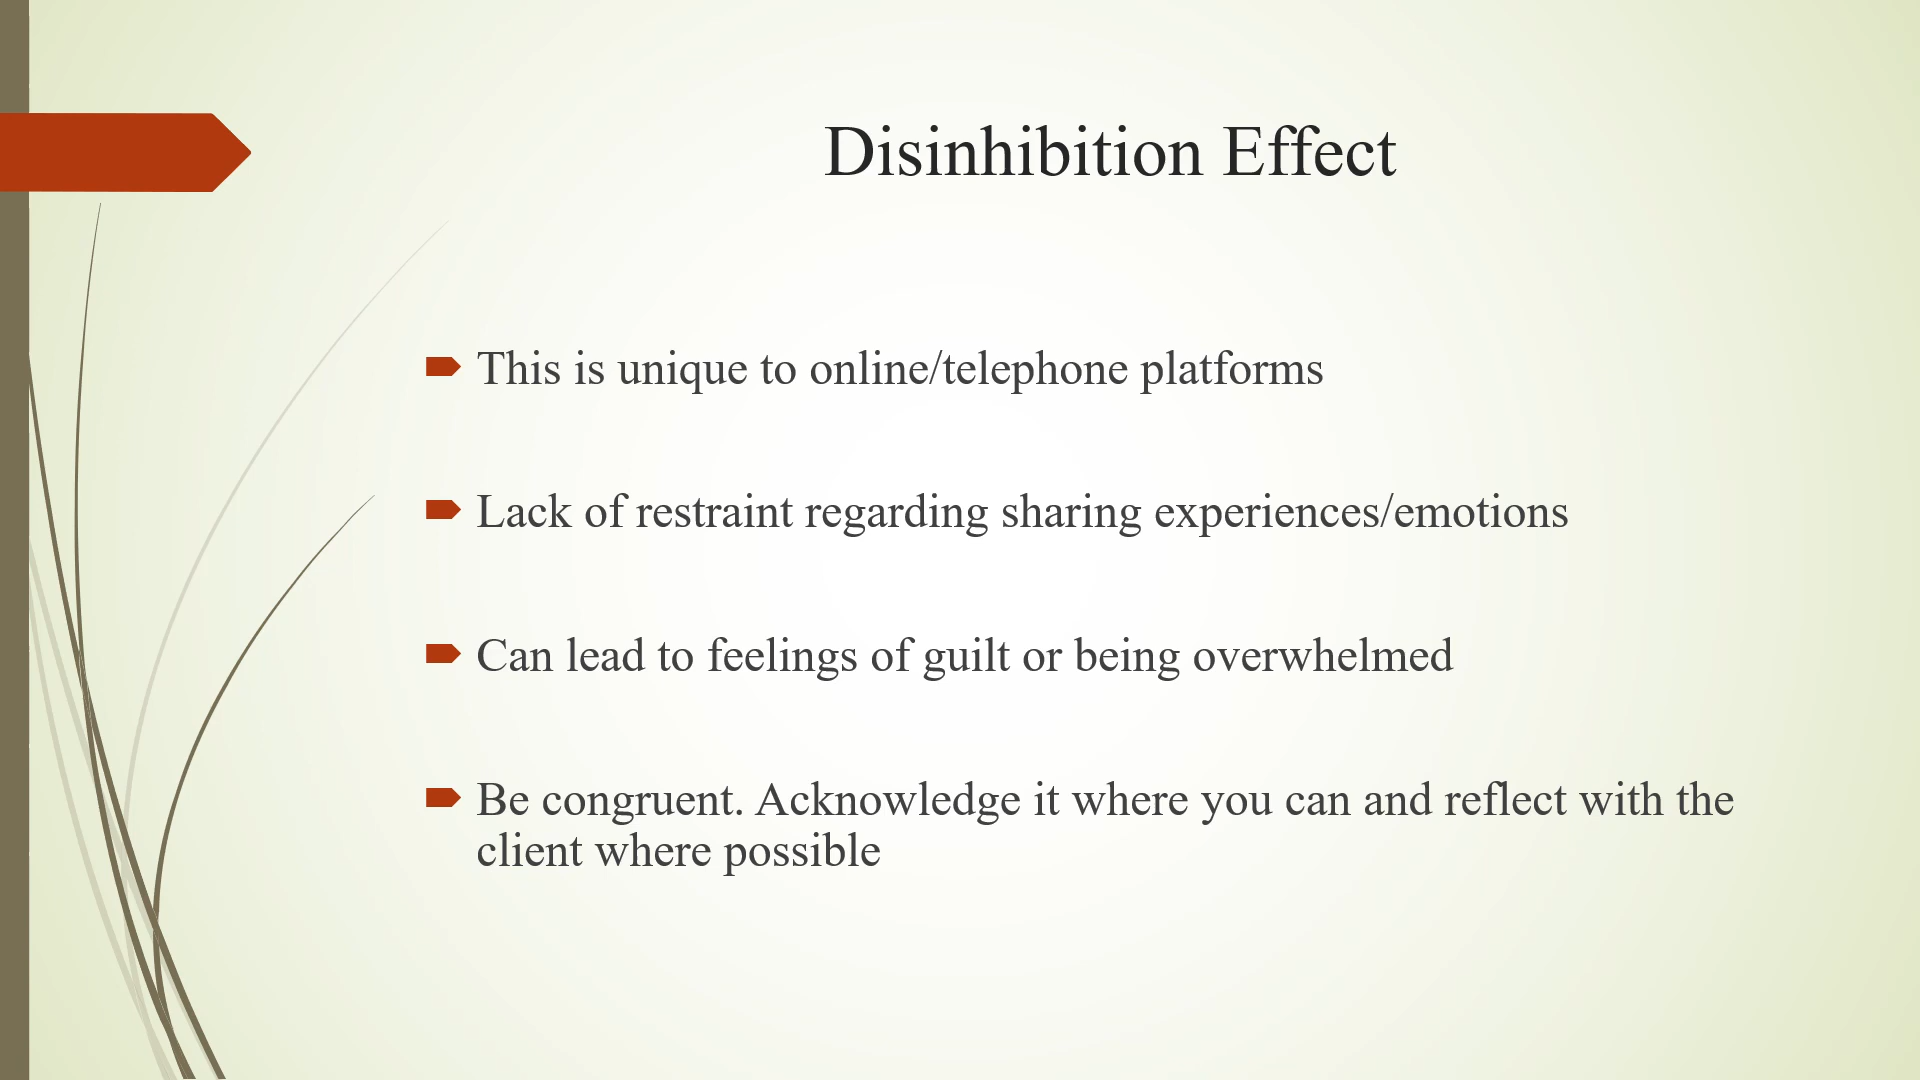 Disinhibition Effect
This is unique to online/telephone platforms
Lack of restraint regarding sharing experiences/emotions
Can lead to feelings of guilt or being overwhelmed
Be congruent. Acknowledge it where you can and reflect with the
client where possible